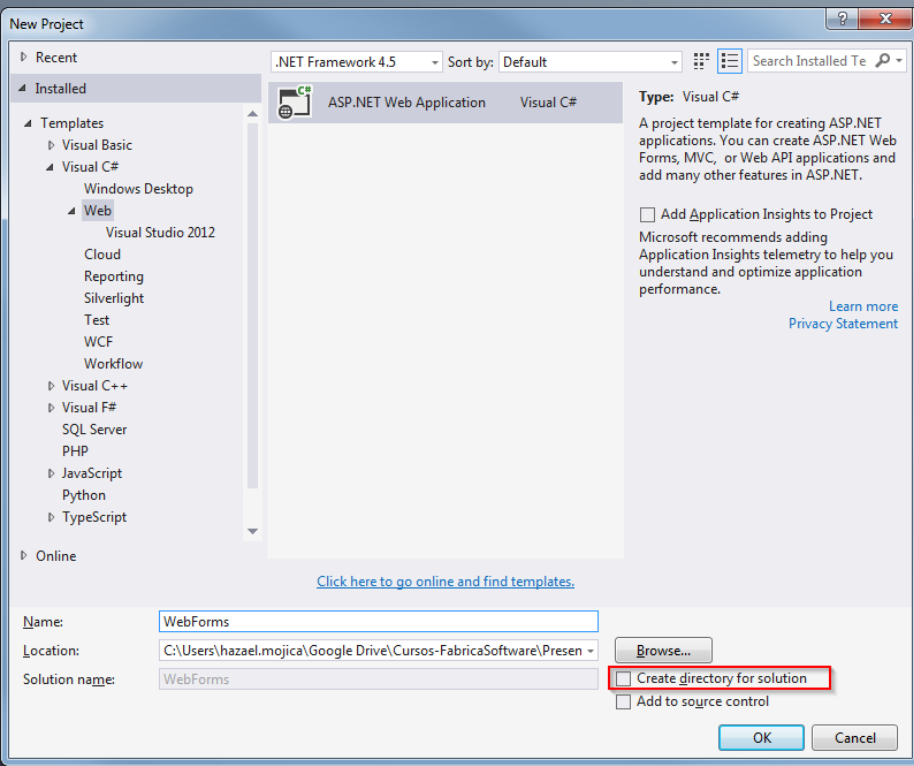 New Project
Recent
.NET Framework 4.5
Sort by:
Default
Search Installed Te
Installed
Templates
Visual Basic
Visual C#
Windows Desktop
Web
Visual Studio 2012
Cloud
Reporting
Silverlight
Test
WCF
Workflow
Visual C++
Visual F#
SQL Server
PHP
JavaScript
Python
TypeScript
Online
C#
ASP.NET Web Application
Visual C#
Type: Visual C#
A project template for creating ASP.NET
applications. You can create ASP.NET Web
Forms, MVC, or Web API applications and
add many other features in ASP.NET.
Add Application Insights to Project
Microsoft recommends adding
Application Insights telemetry to help you
understand and optimize application
performance.
Learn more
Privacy Statement
Click here to go online and find templates.
Name:
WebForms
Location:
C:\Users\hazael.mojica\Google Drive\Cursos-FabricaSoftware\Presen
Browse...
Solution name:
WebForms
Create directory for solution
Add to source control
OK
Cancel